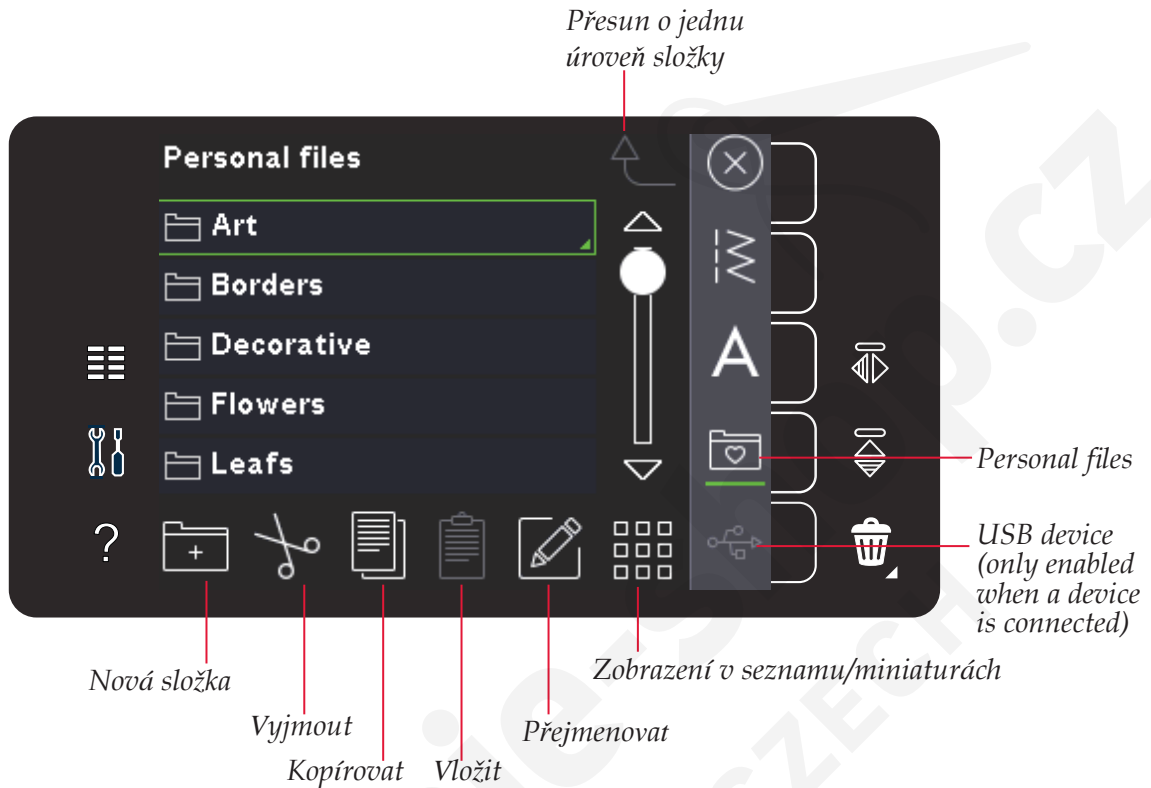 Přesun o jednu
úroveň složky
Personal files
Art
Borders
Decorative
Flowers
Leafs
A
?
Personal files
USB device
(only enabled
when a device
is connected)
Nová složka
Zobrazení v seznamu/miniaturách
Vyjmout
Přejmenovat
Kopírovat
Vložit